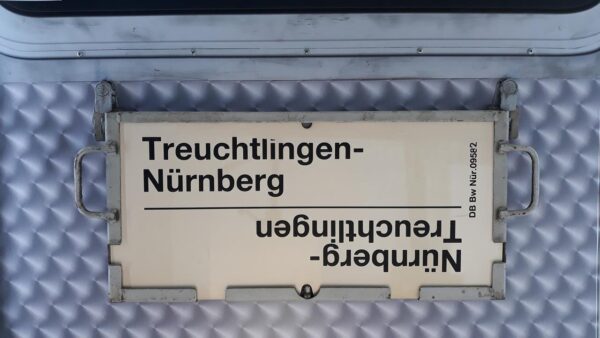 Treuchtlingen-
Nürnberg
DB Bw Nür.09582
Nürnberg-
Treuchtlingen